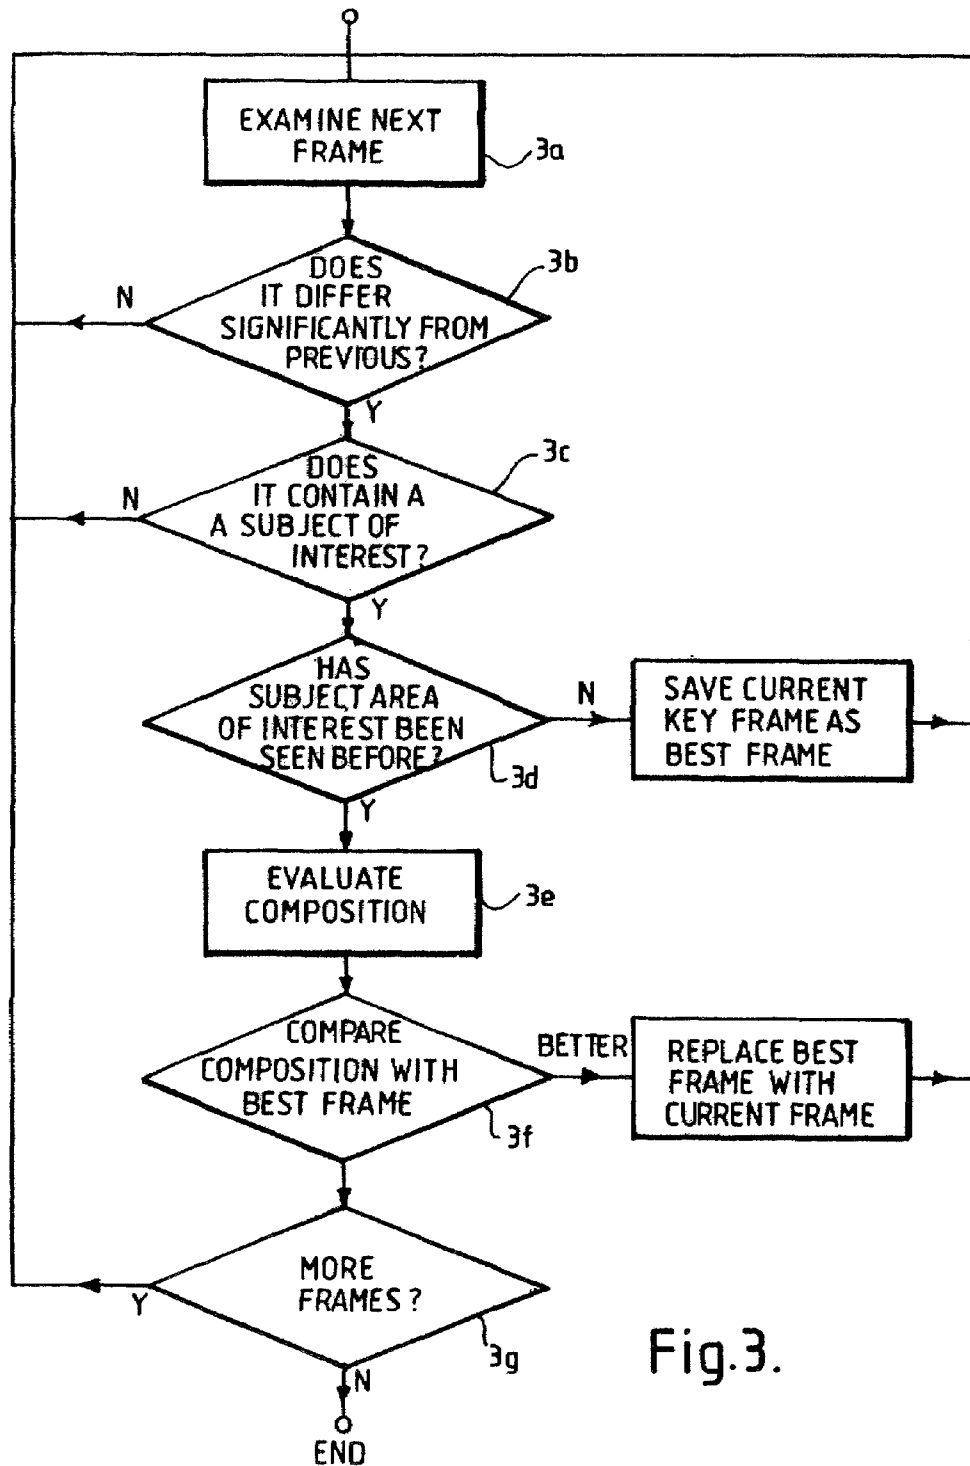 EXAMINE NEXT
FRAME
3a
DOES
IT DIFFER
SIGNIFICANTLY FROM
PREVIOUS?
3b
N
Y
DOES
IT CONTAIN A
A SUBJECT OF
INTEREST?
3c
N
Y
HAS
SUBJECT AREA
OF INTEREST BEEN
SEEN BEFORE?
3d
N
SAVE CURRENT
KEY FRAME AS
BEST FRAME
Y
EVALUATE
COMPOSITION
3e
COMPARE
COMPOSITION WITH
BEST FRAME
3f
BETTER
REPLACE BEST
FRAME WITH
CURRENT FRAME
MORE
FRAMES?
3g
Y
N
END
Fig.3.